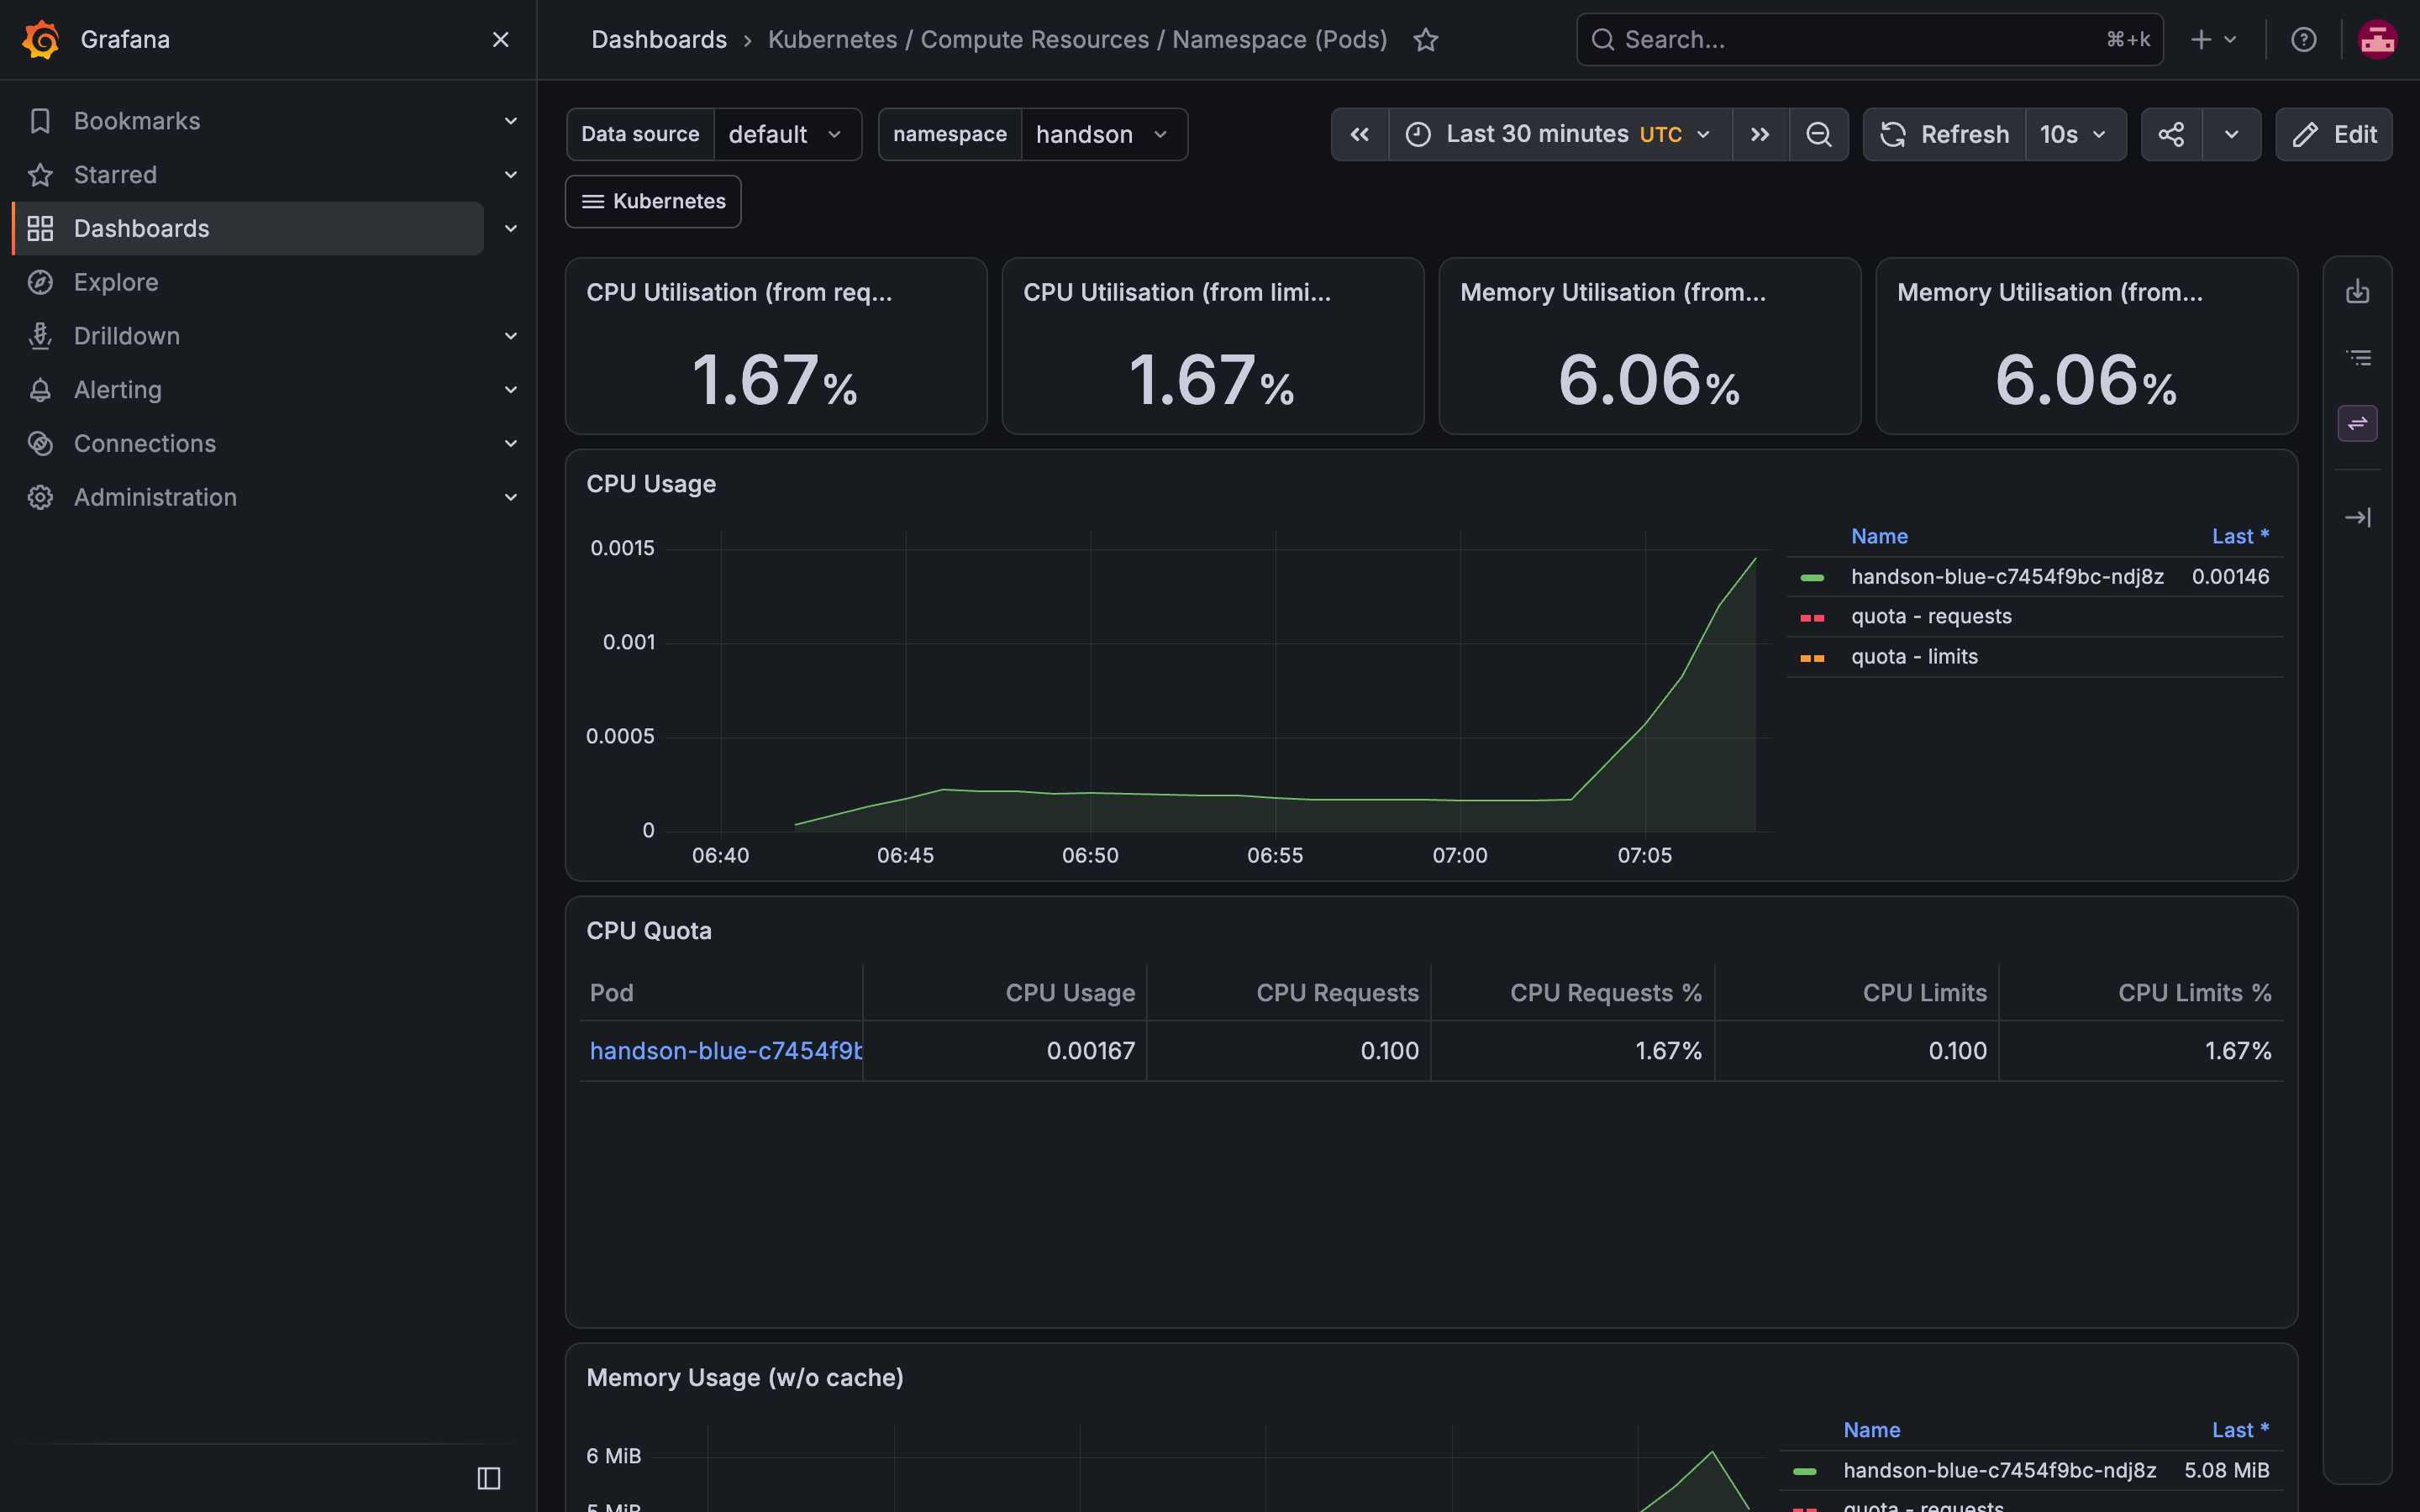 Grafana
Dashboards › Kubernetes / Compute Resources / Namespace (Pods)
Search...
⌘+k
Bookmarks
Starred
Dashboards
Explore
Drilldown
Alerting
Connections
Administration
Data source default
namespace handson
Last 30 minutes UTC
Refresh 10s
Edit
Kubernetes
CPU Utilisation (from req...
1.67%
CPU Utilisation (from limi...
1.67%
Memory Utilisation (from...
6.06%
Memory Utilisation (from...
6.06%
CPU Usage
0.0015
0.001
0.0005
0
06:40 06:45 06:50 06:55 07:00 07:05
Name Last *
handson-blue-c7454f9bc-ndj8z 0.00146
quota - requests
quota - limits
CPU Quota
Pod CPU Usage CPU Requests CPU Requests % CPU Limits CPU Limits %
handson-blue-c7454f9b 0.00167 0.100 1.67% 0.100 1.67%
Memory Usage (w/o cache)
6 MiB
5 MiB
Name Last *
handson-blue-c7454f9bc-ndj8z 5.08 MiB
quota - requests